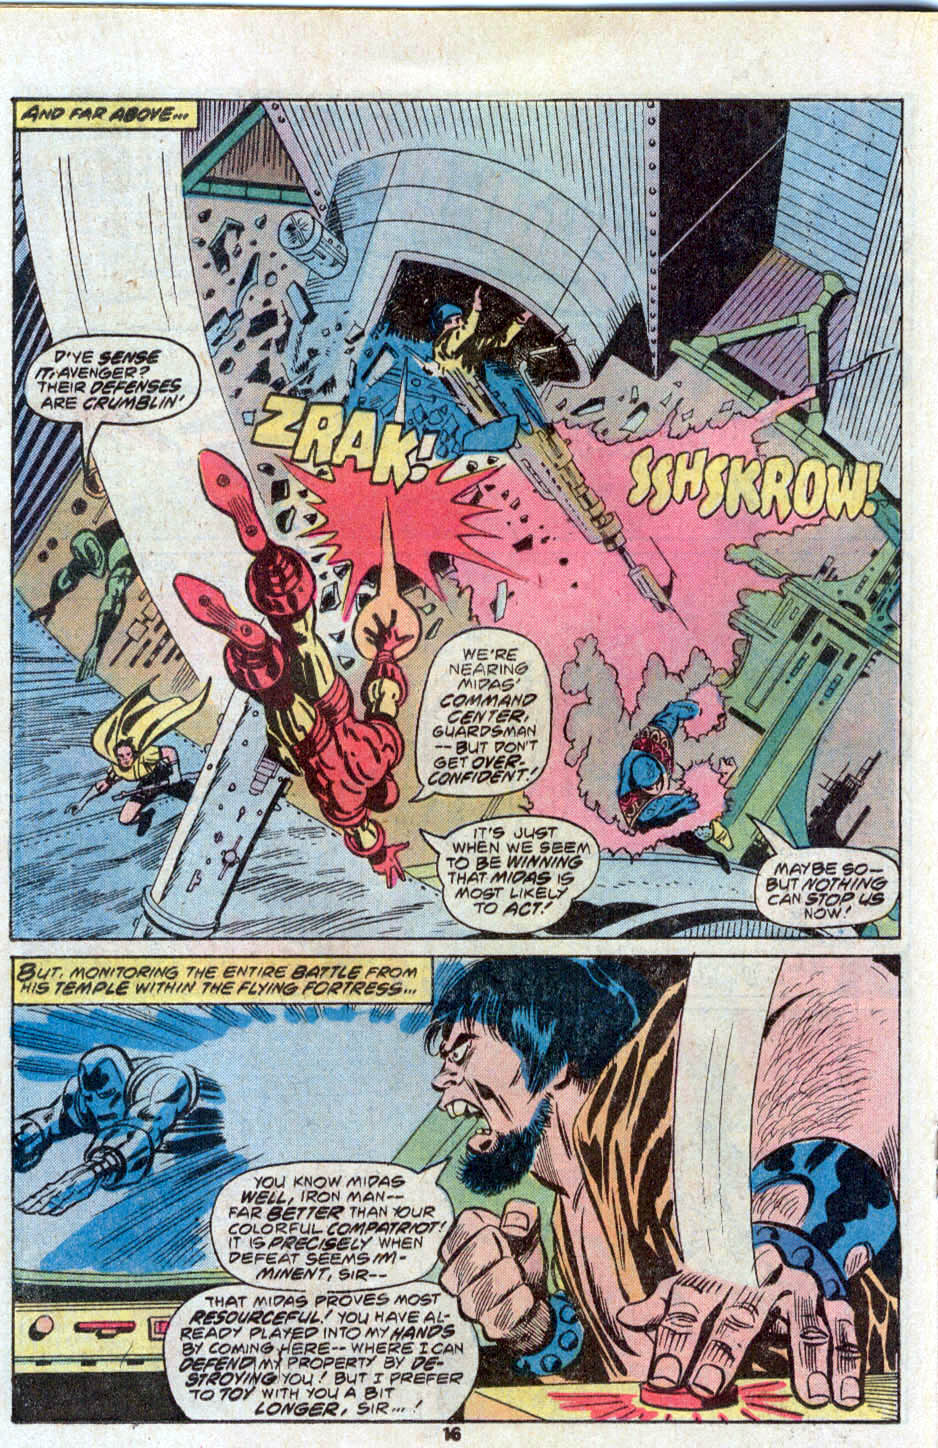 AND FAR ABOVE...
D'YE SENSE
IT, AVENGER?
THEIR DEFENSES
ARE CRUMBLIN'
ZRAK!
SSHSKROW!
WE'RE
NEARING
MIDAS'
COMMAND
CENTER,
GUARDSMAN
--BUT DON'T
GET OVER-
CONFIDENT!
IT'S JUST
WHEN WE SEEM
TO BE WINNING
THAT MIDAS IS
MOST LIKELY
TO ACT!
MAYBE SO--
BUT NOTHING
CAN STOP US
NOW!
BUT, MONITORING THE ENTIRE BATTLE FROM
HIS TEMPLE WITHIN THE FLYING FORTRESS...
YOU KNOW MIDAS
WELL, IRON MAN--
FAR BETTER THAN YOUR
COLORFUL COMPATRIOT!
IT IS PRECISELY WHEN
DEFEAT SEEMS IM-
MINENT, SIR--
THAT MIDAS PROVES MOST
RESOURCEFUL! YOU HAVE AL-
READY PLAYED INTO MY HANDS
BY COMING HERE--WHERE I CAN
DEFEND MY PROPERTY BY DE-
STROYING YOU! BUT I PREFER
TO TOY WITH YOU A BIT
LONGER, SIR...!
16